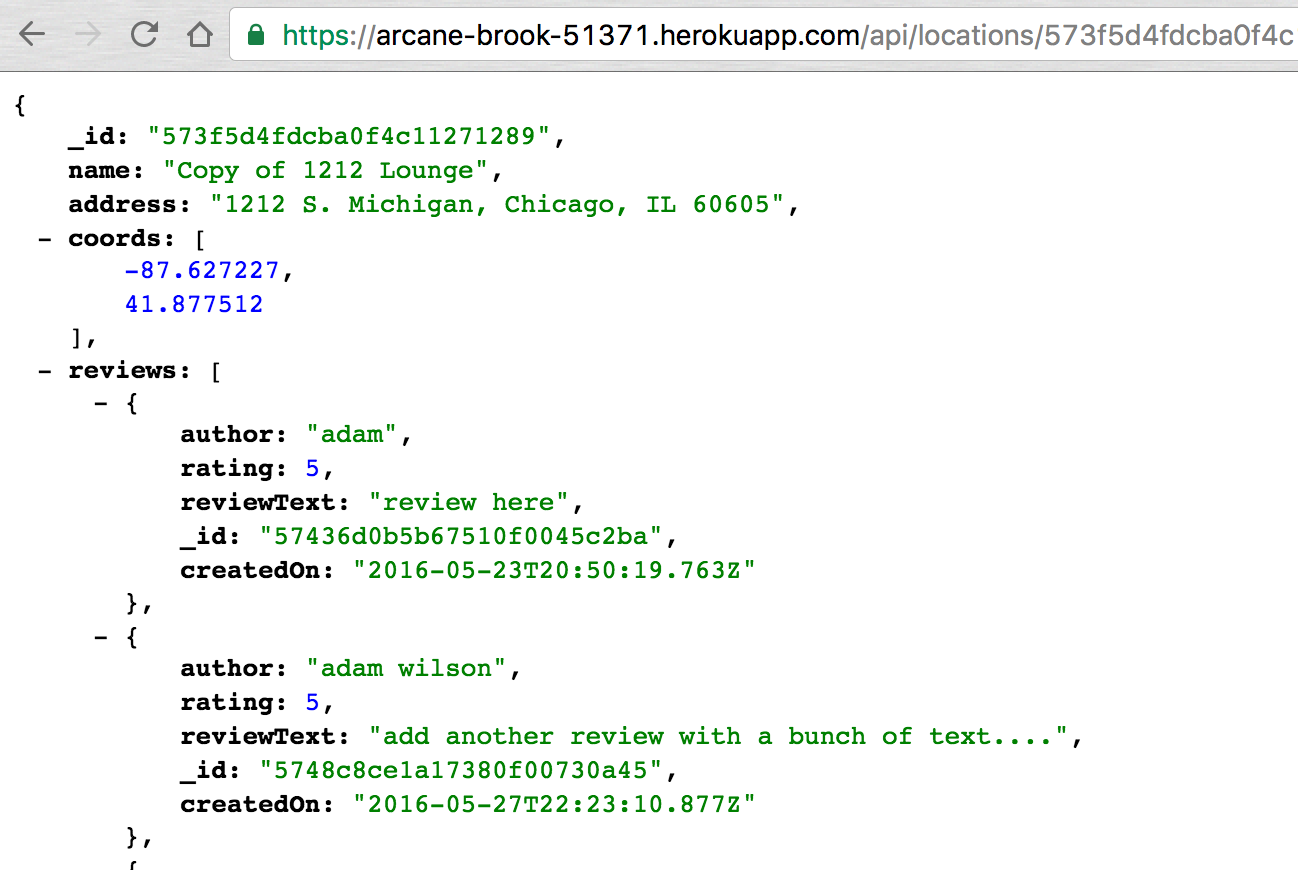 https://arcane-brook-51371.herokuapp.com/api/locations/573f5d4fdcba0f4c
{
_id: "573f5d4fdcba0f4c11271289",
name: "Copy of 1212 Lounge",
address: "1212 S. Michigan, Chicago, IL 60605",
- coords: [
-87.627227,
41.877512
],
- reviews: [
- {
author: "adam",
rating: 5,
reviewText: "review here",
_id: "57436d0b5b67510f0045c2ba",
createdOn: "2016-05-23T20:50:19.763Z"
},
- {
author: "adam wilson",
rating: 5,
reviewText: "add another review with a bunch of text....",
_id: "5748c8ce1a17380f00730a45",
createdOn: "2016-05-27T22:23:10.877Z"
},
{